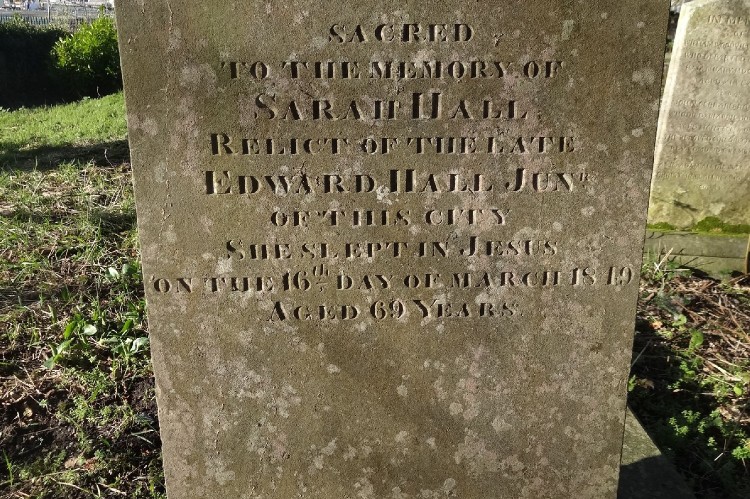 SACRED
TO THE MEMORY OF
SARAH HALL
RELICT OF THE LATE
EDWARD HALL JUNR
OF THIS CITY
SHE SLEPT IN JESUS
ON THE 16th DAY OF MARCH 1849
AGED 69 YEARS